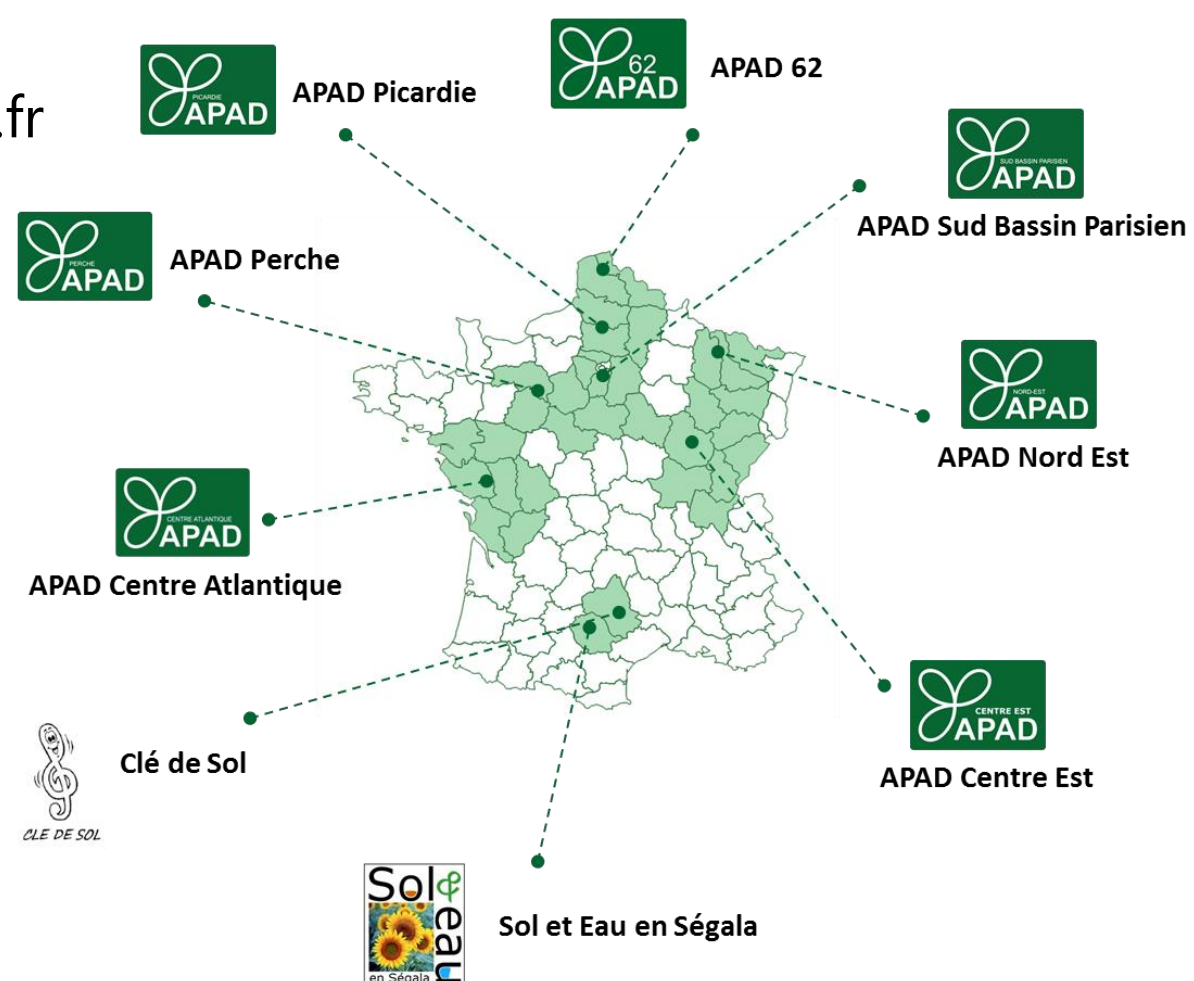 .fr
PICARDIE
APAD
APAD Picardie
62
APAD
APAD 62
SUD BASSIN PARISIEN
APAD
APAD Sud Bassin Parisien
PERCHE
APAD
APAD Perche
NORD-EST
APAD
APAD Nord Est
CENTRE ATLANTIQUE
APAD
APAD Centre Atlantique
CENTRE EST
APAD
APAD Centre Est
CLE DE SOL
Clé de Sol
Sol &
eau
en Ségala
Sol et Eau en Ségala